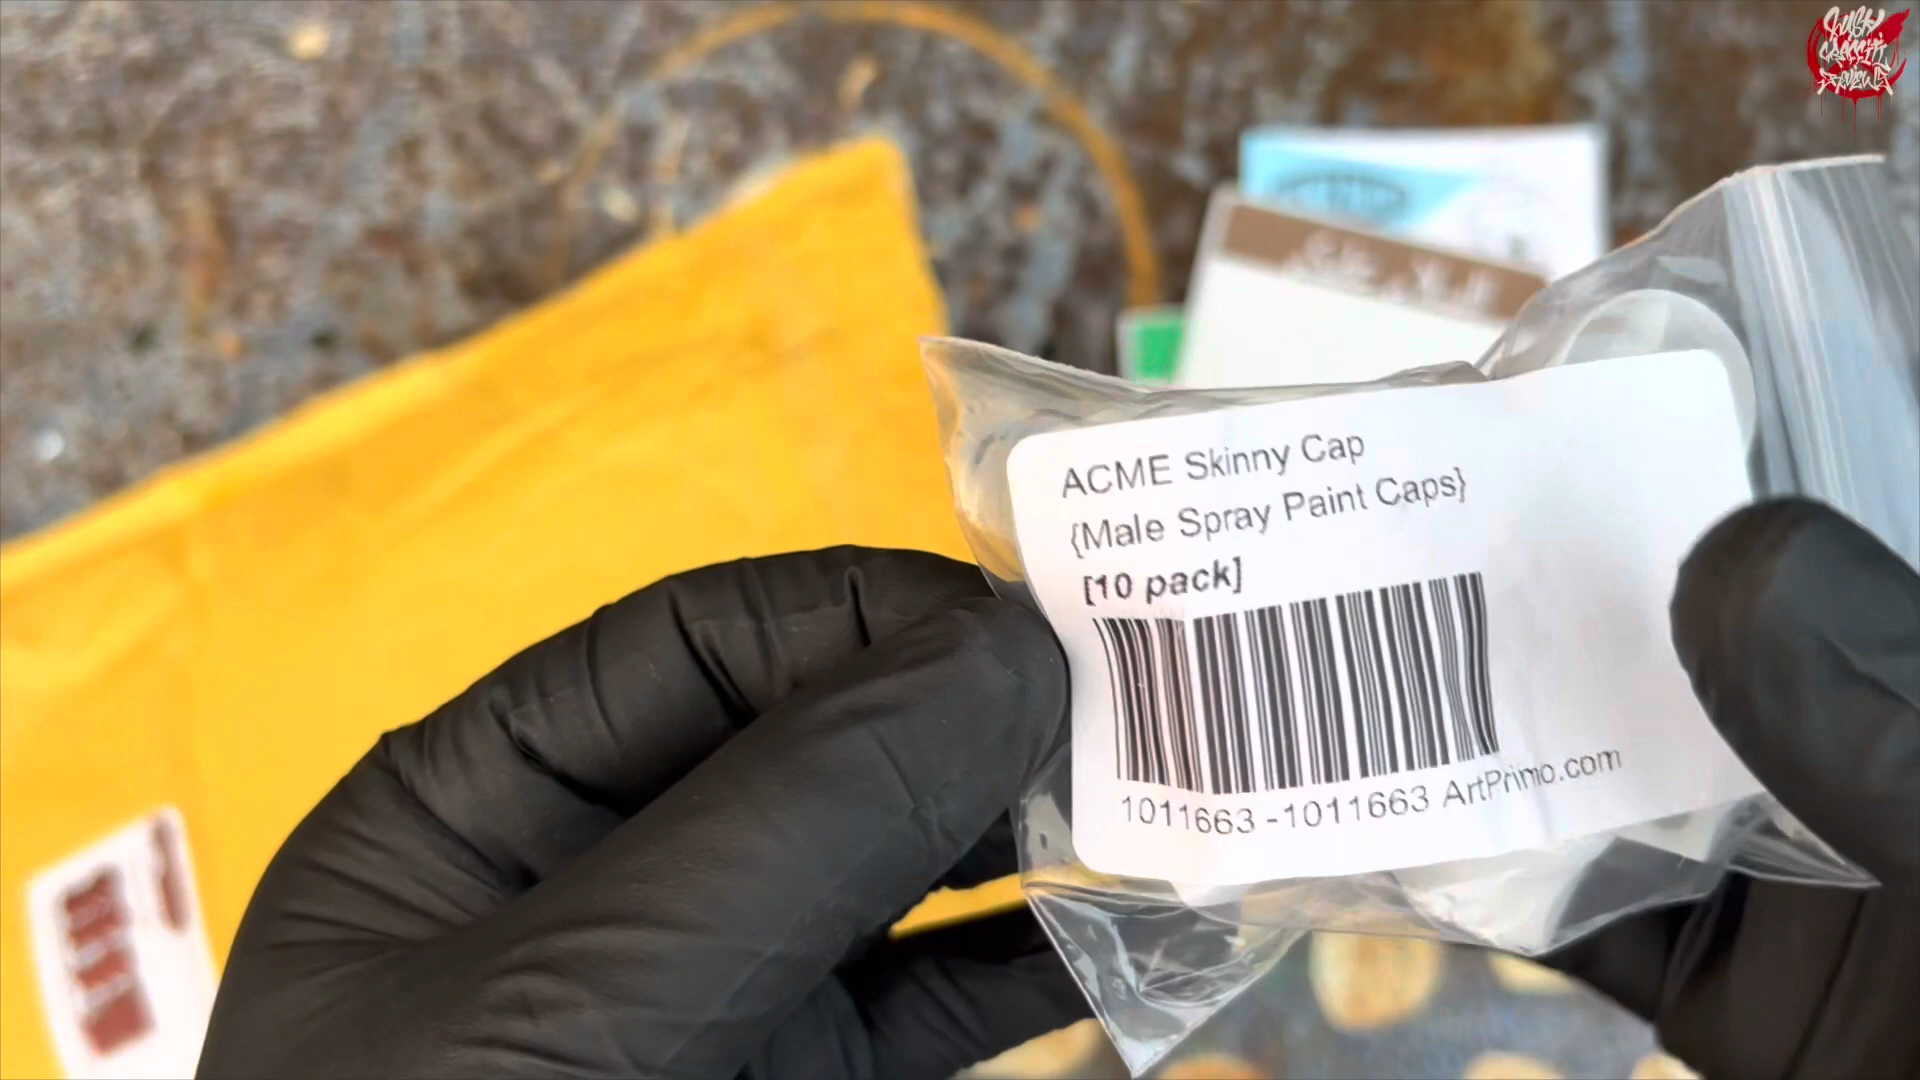 ACME Skinny Cap
{Male Spray Paint Caps}
[10 pack]
1011663 -1011663 ArtPrimo.com